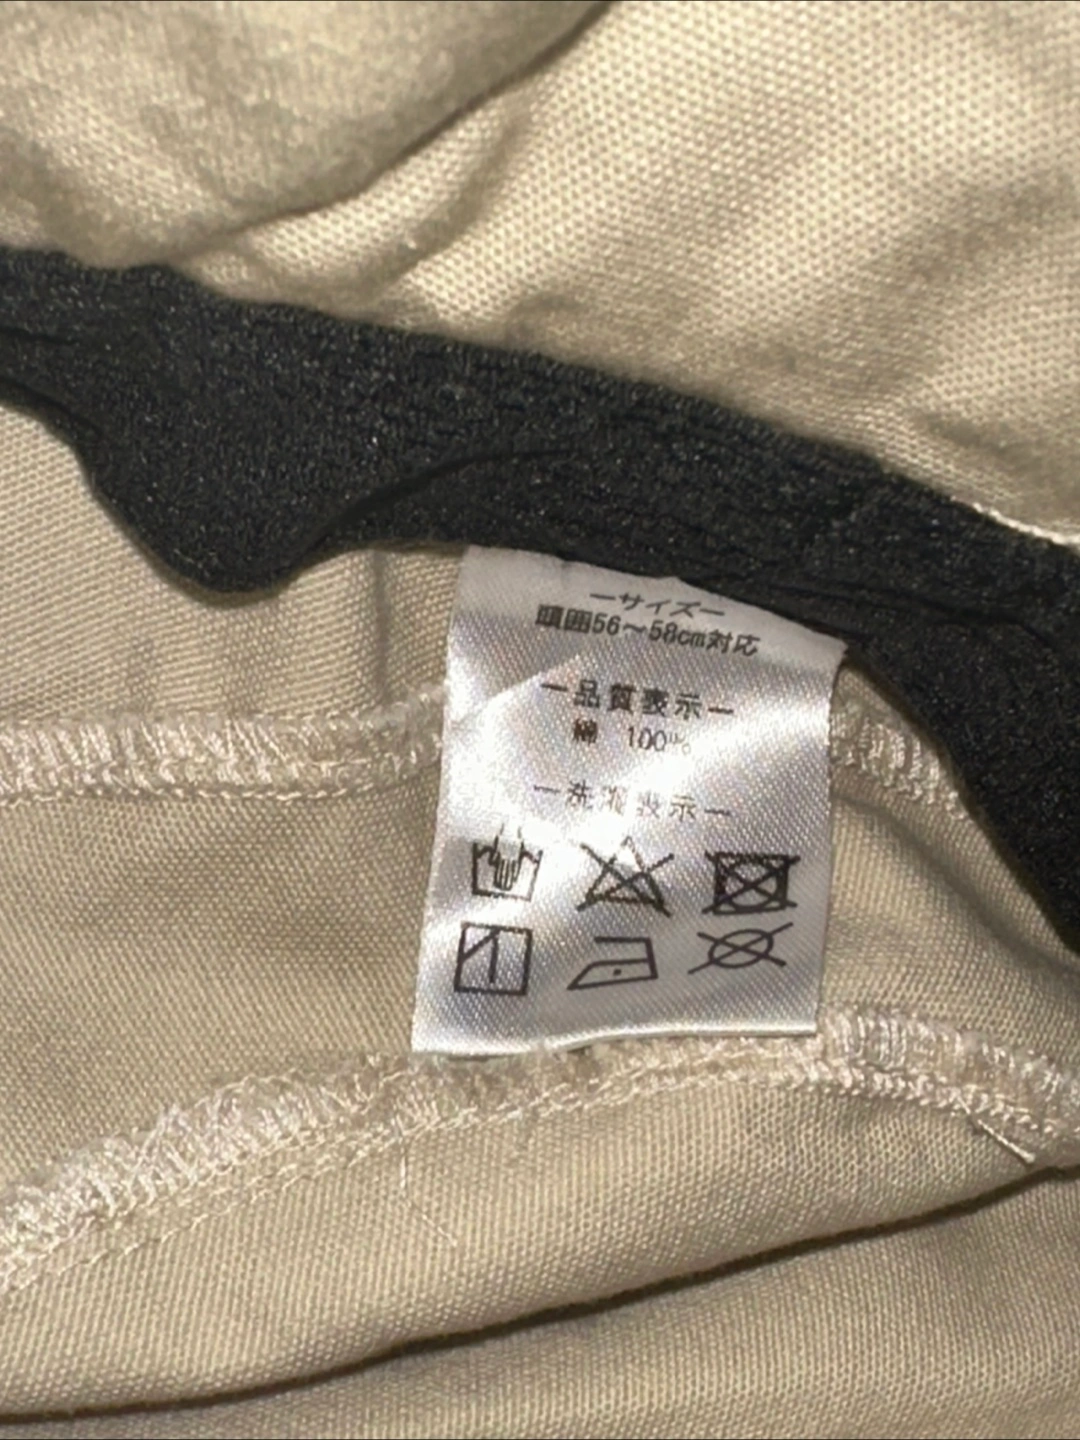 ーサイズー
頭囲56～58cm対応
ー品質表示ー
綿 100%
ー洗濯表示ー